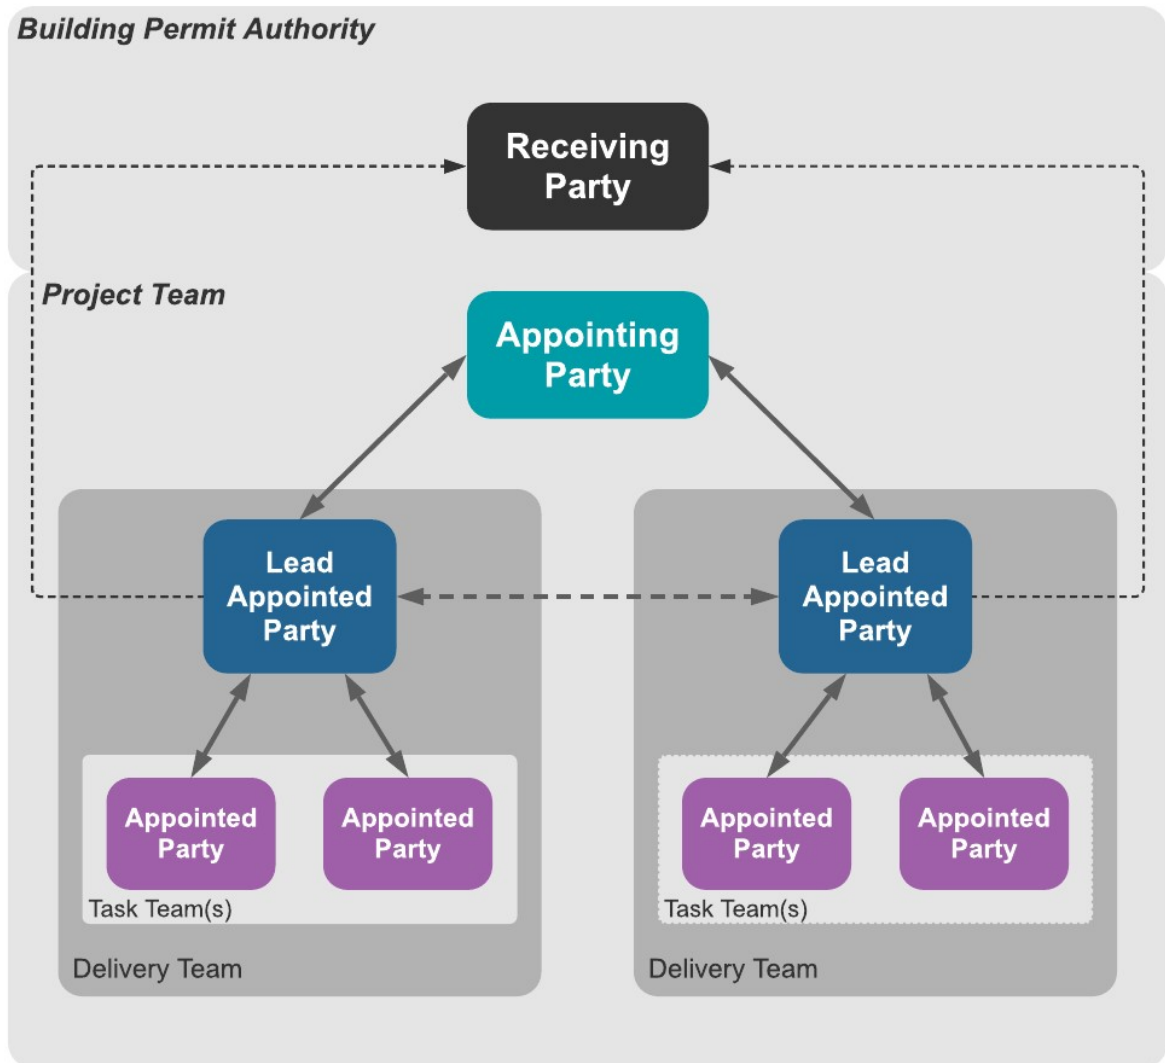 Building Permit Authority
Receiving
Party
Project Team
Appointing
Party
Lead
Appointed
Party
Lead
Appointed
Party
Appointed
Party
Appointed
Party
Task Team(s)
Delivery Team
Appointed
Party
Appointed
Party
Task Team(s)
Delivery Team